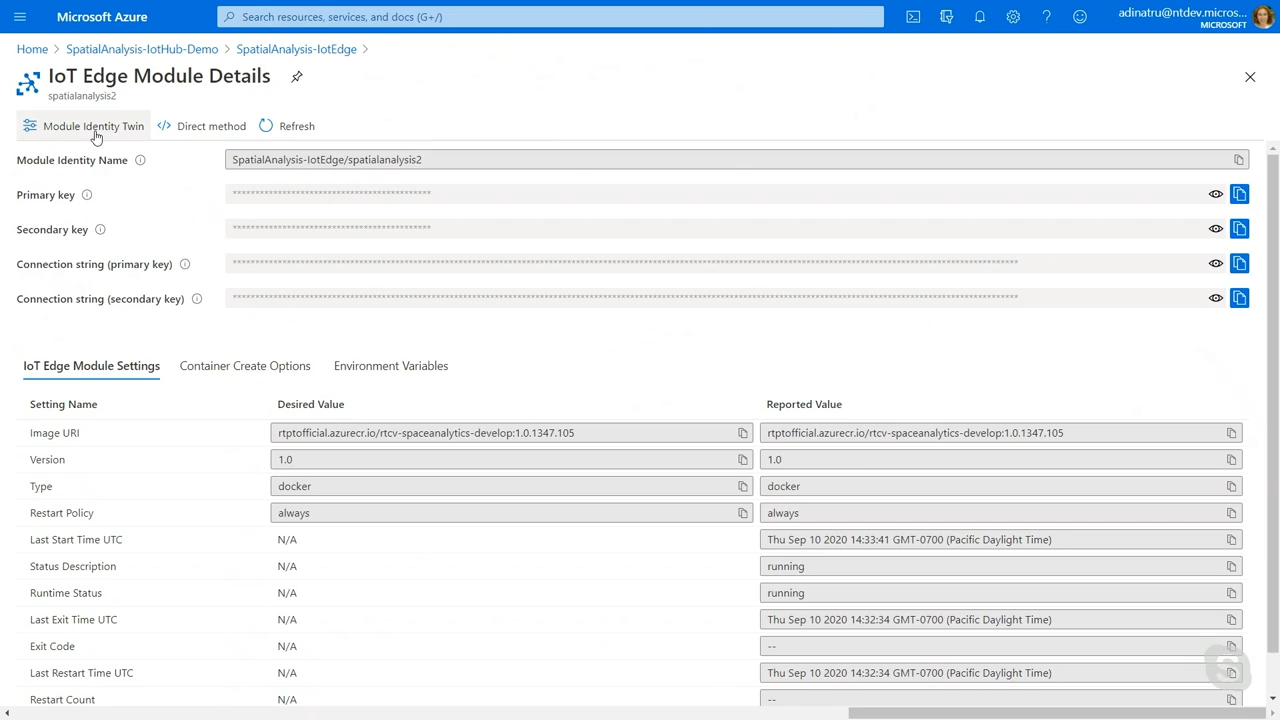 Microsoft Azure
Search resources, services, and docs (G+/)
adinatru@ntdev.micros...
MICROSOFT
Home > SpatialAnalysis-IotHub-Demo > SpatialAnalysis-IotEdge >
IoT Edge Module Details
spatialanalysis2
Module Identity Twin </> Direct method Refresh
Module Identity Name SpatialAnalysis-IotEdge/spatialanalysis2
Primary key
Secondary key
Connection string (primary key)
Connection string (secondary key)
IoT Edge Module Settings Container Create Options Environment Variables
Setting Name Desired Value Reported Value
Image URI rtptofficial.azurecr.io/rtcv-spaceanalytics-develop:1.0.1347.105 rtptofficial.azurecr.io/rtcv-spaceanalytics-develop:1.0.1347.105
Version 1.0 1.0
Type docker docker
Restart Policy always always
Last Start Time UTC N/A Thu Sep 10 2020 14:33:41 GMT-0700 (Pacific Daylight Time)
Status Description N/A running
Runtime Status N/A running
Last Exit Time UTC N/A Thu Sep 10 2020 14:32:34 GMT-0700 (Pacific Daylight Time)
Exit Code N/A --
Last Restart Time UTC N/A Thu Sep 10 2020 14:32:34 GMT-0700 (Pacific Daylight Time)
Restart Count N/A --